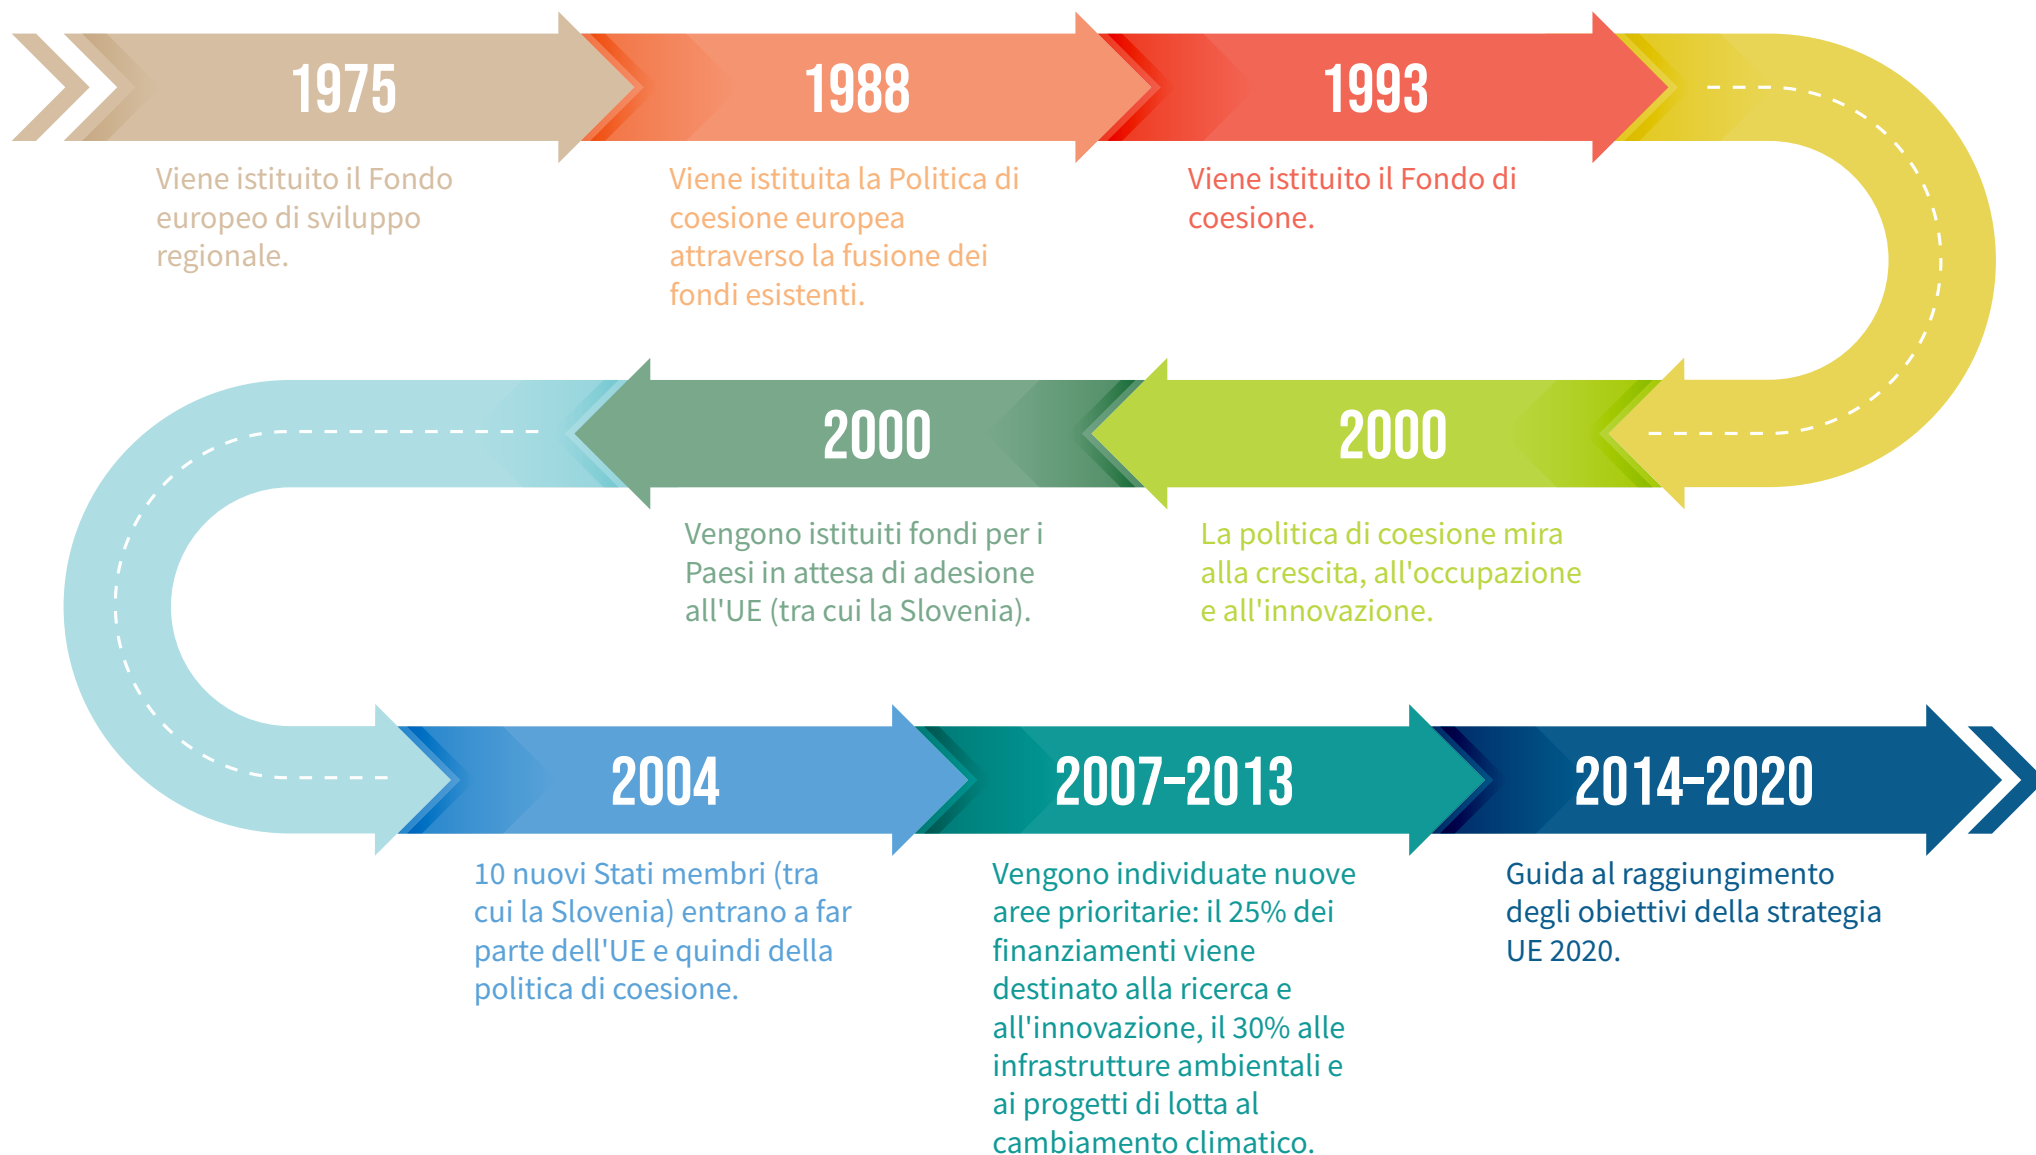 1975
Viene istituito il Fondo
europeo di sviluppo
regionale.
1988
Viene istituita la Politica di
coesione europea
attraverso la fusione dei
fondi esistenti.
1993
Viene istituito il Fondo di
coesione.
2000
La politica di coesione mira
alla crescita, all'occupazione
e all'innovazione.
2000
Vengono istituiti fondi per i
Paesi in attesa di adesione
all'UE (tra cui la Slovenia).
2004
10 nuovi Stati membri (tra
cui la Slovenia) entrano a far
parte dell'UE e quindi della
politica di coesione.
2007–2013
Vengono individuate nuove
aree prioritarie: il 25% dei
finanziamenti viene
destinato alla ricerca e
all'innovazione, il 30% alle
infrastrutture ambientali e
ai progetti di lotta al
cambiamento climatico.
2014–2020
Guida al raggiungimento
degli obiettivi della strategia
UE 2020.